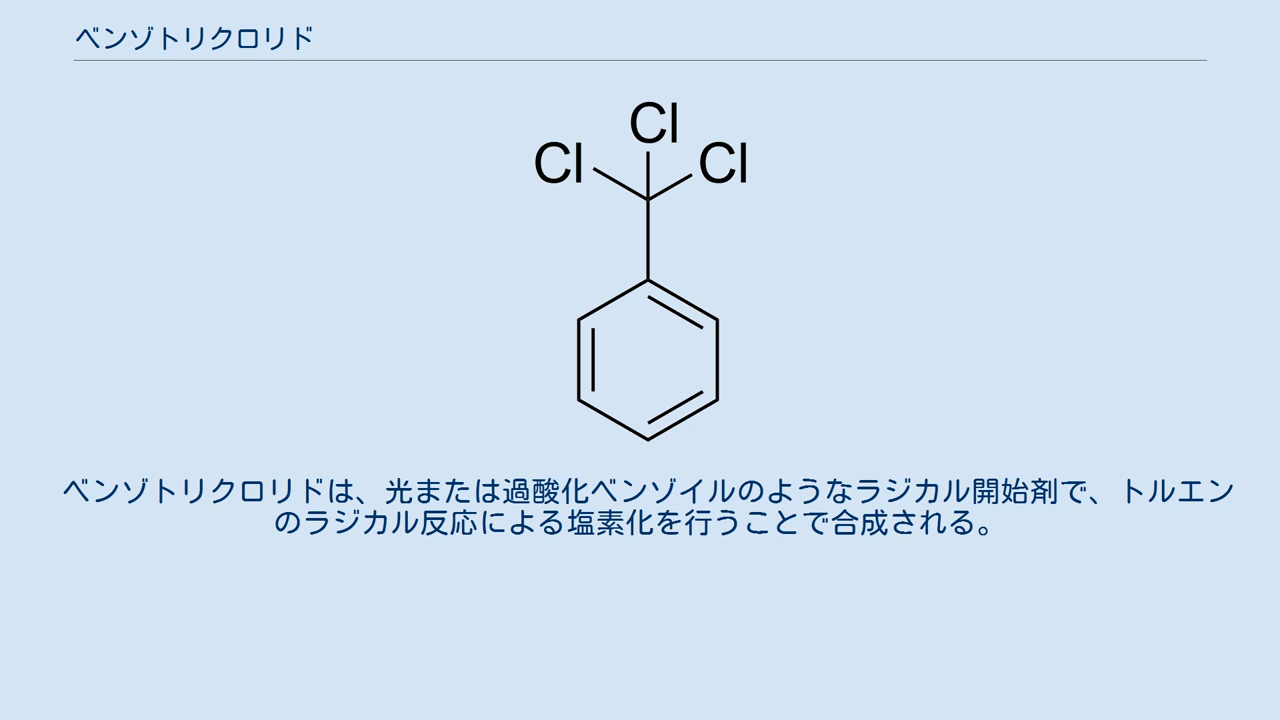 ベンゾトリクロリド
Cl
Cl
Cl
ベンゾトリクロリドは、光または過酸化ベンゾイルのようなラジカル開始剤で、トルエン
のラジカル反応による塩素化を行うことで合成される。